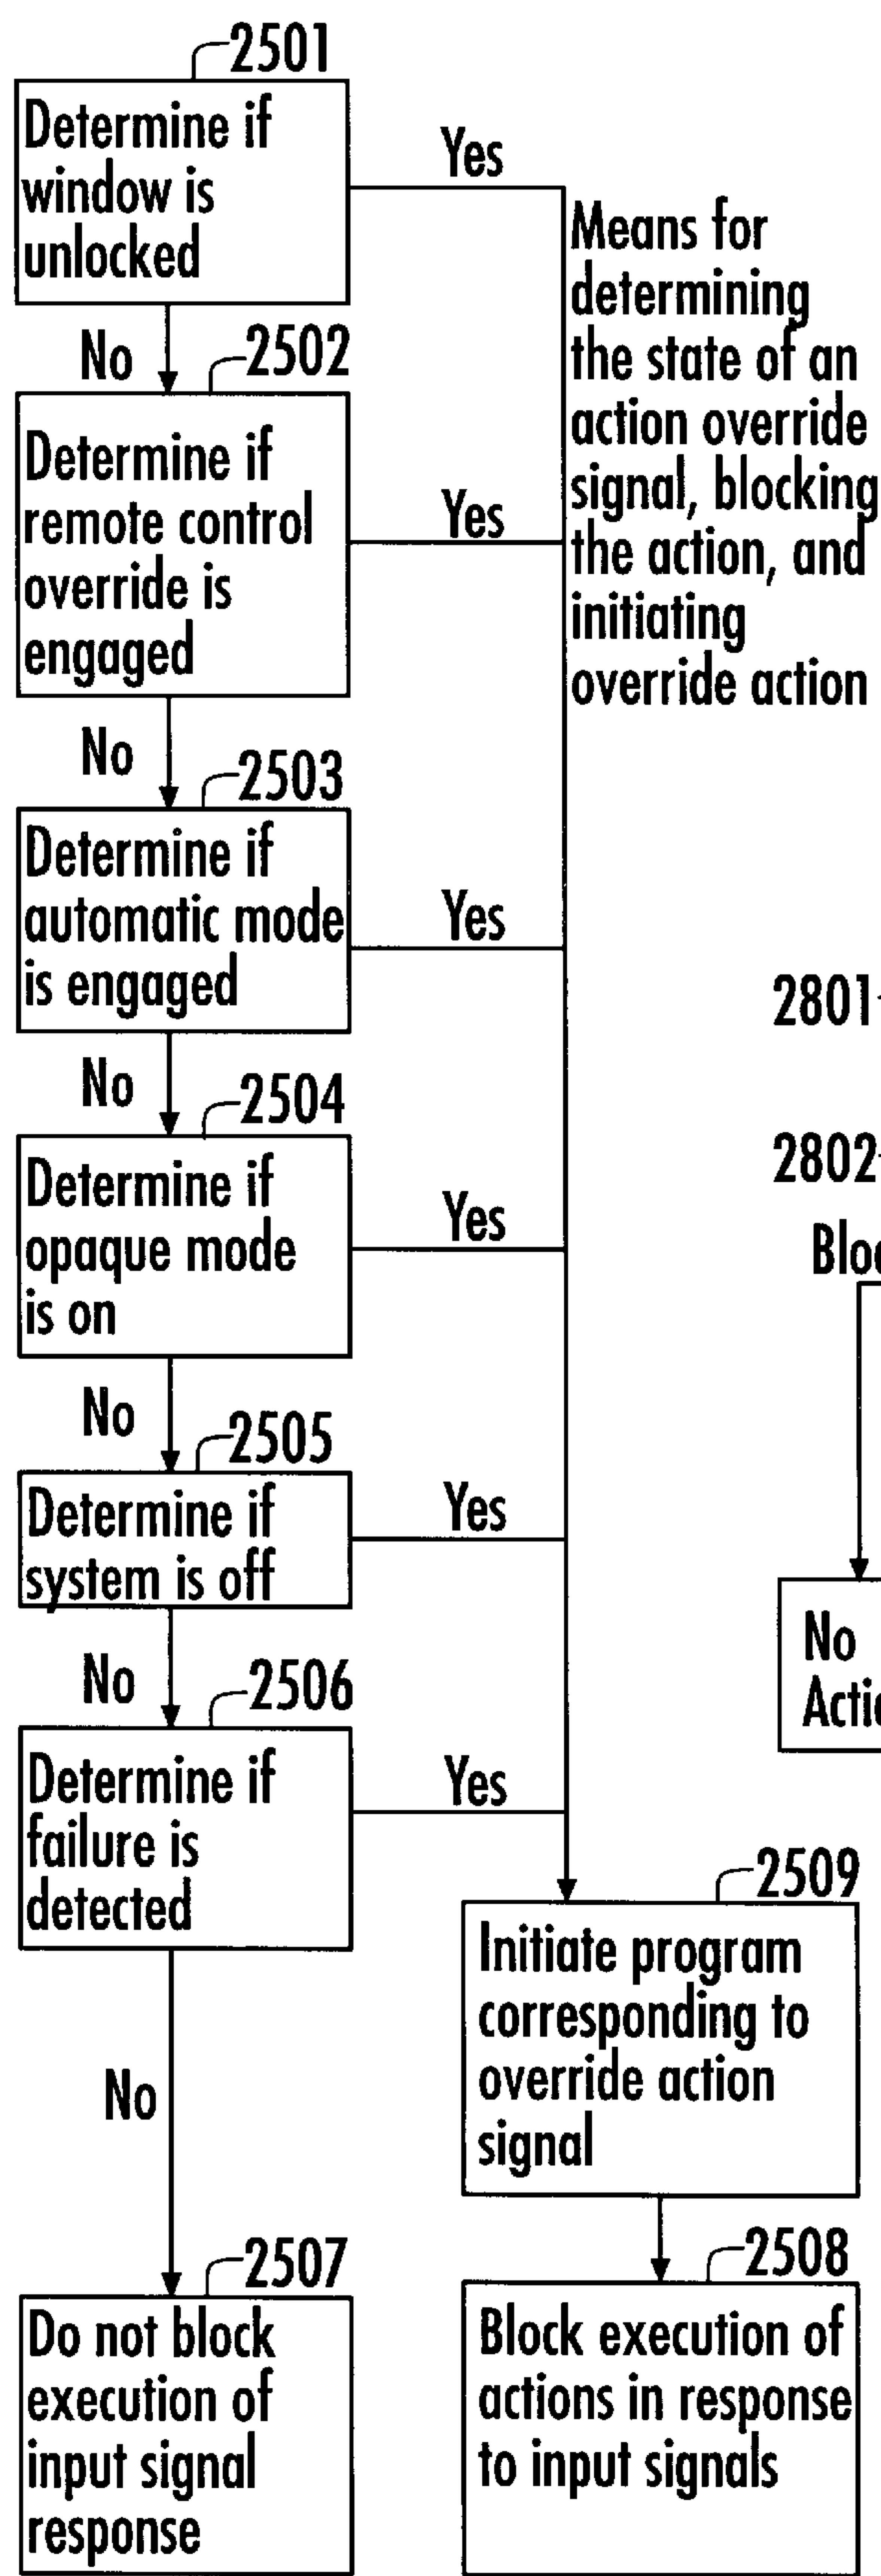 2501
Determine if
window is
unlocked
Yes
No
2502
Determine if
remote control
override is
engaged
Yes
Means for
determining
the state of an
action override
signal, blocking
the action, and
initiating
override action
No
2503
Determine if
automatic mode
is engaged
Yes
No
2504
Determine if
opaque mode
is on
Yes
No
2505
Determine if
system is off
Yes
No
2506
Determine if
failure is
detected
Yes
No
2507
Do not block
execution of
input signal
response
2509
Initiate program
corresponding to
override action
signal
2508
Block execution of
actions in response
to input signals
2801
2802
No